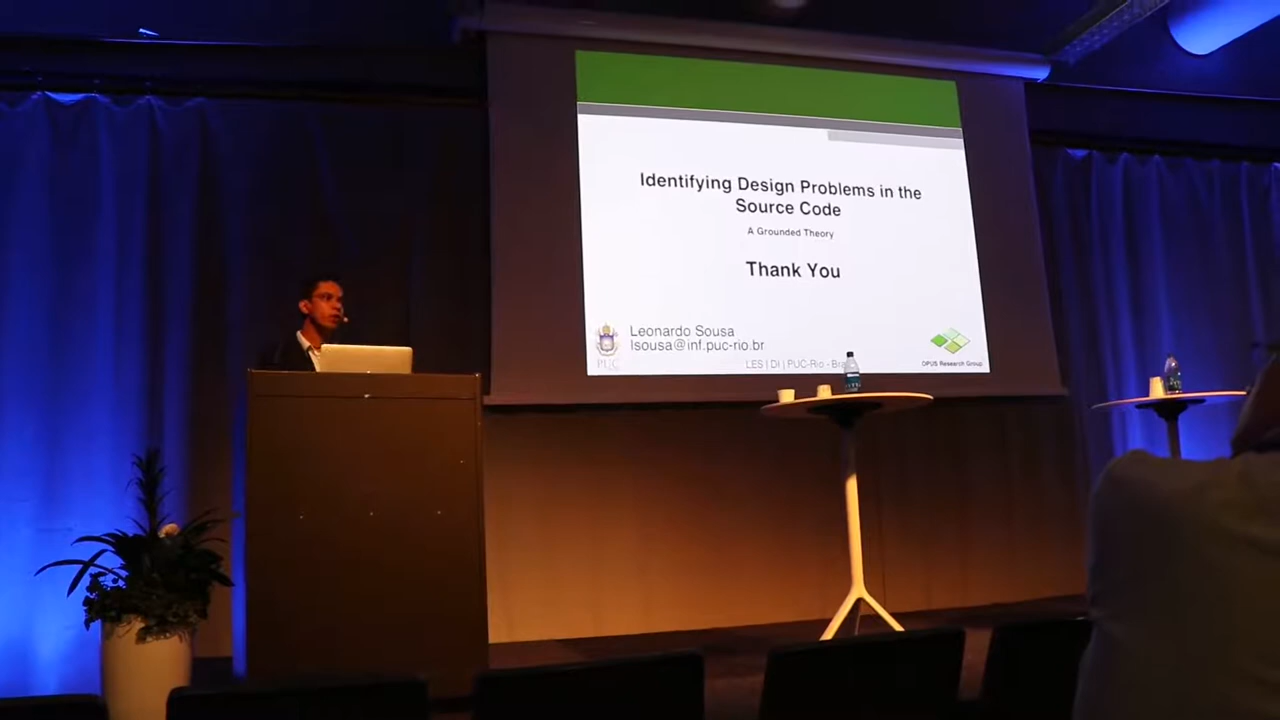 Identifying Design Problems in the
Source Code
A Grounded Theory
Thank You
Leonardo Sousa
lsousa@inf.puc-rio.br
PUC
LES | DI | PUC-Rio -
OPUS Research Group